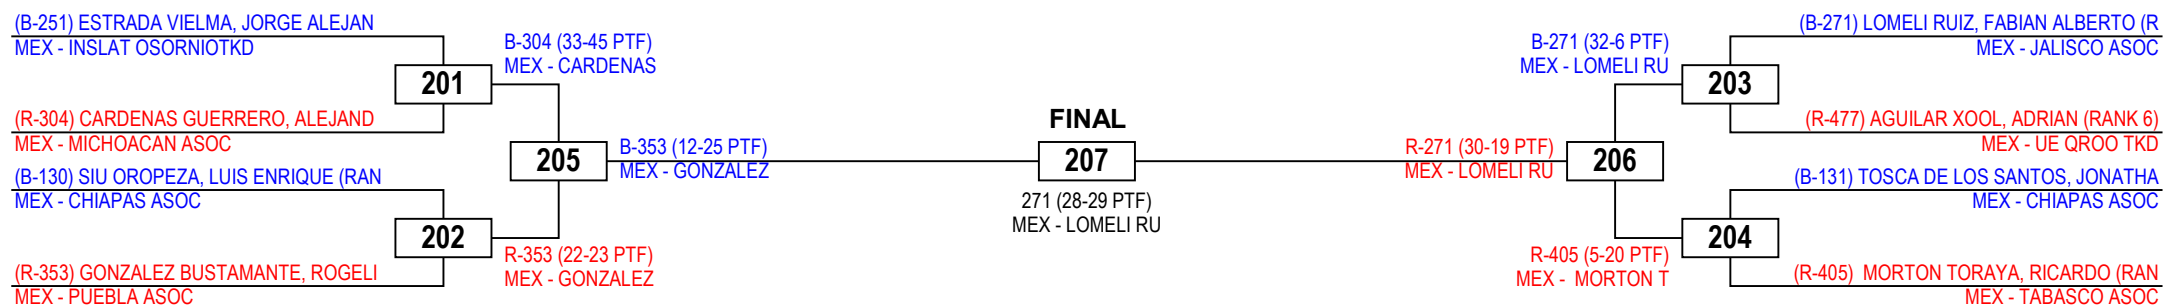 (B-251) ESTRADA VIELMA, JORGE ALEJAN
MEX - INSLAT OSORNIOTKD
201
(R-304) CARDENAS GUERRERO, ALEJAND
MEX - MICHOACAN ASOC
(B-130) SIU OROPEZA, LUIS ENRIQUE (RAN
MEX - CHIAPAS ASOC
202
(R-353) GONZALEZ BUSTAMANTE, ROGELI
MEX - PUEBLA ASOC
B-304 (33-45 PTF)
MEX - CARDENAS
205
R-353 (22-23 PTF)
MEX - GONZALEZ
B-353 (12-25 PTF)
MEX - GONZALEZ
FINAL
207
271 (28-29 PTF)
MEX - LOMELI RU
R-271 (30-19 PTF)
MEX - LOMELI RU
B-271 (32-6 PTF)
MEX - LOMELI RU
206
R-405 (5-20 PTF)
MEX - MORTON T
(B-271) LOMELI RUIZ, FABIAN ALBERTO (R
MEX - JALISCO ASOC
203
(R-477) AGUILAR XOOL, ADRIAN (RANK 6)
MEX - UE QROO TKD
(B-131) TOSCA DE LOS SANTOS, JONATHA
MEX - CHIAPAS ASOC
204
(R-405) MORTON TORAYA, RICARDO (RAN
MEX - TABASCO ASOC